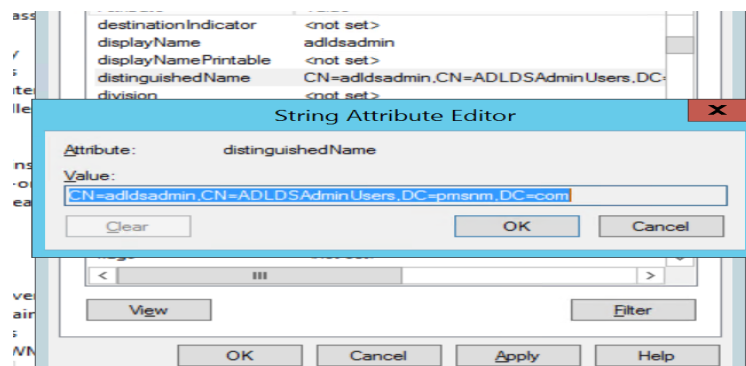 destinationIndicator <not set>
displayName adldsadmin
displayNamePrintable <not set>
distinguishedName CN=adldsadmin,CN=ADLDSAdminUsers,DC=
division <not set>
String Attribute Editor
Attribute: distinguishedName
Value:
CN=adldsadmin,CN=ADLDSAdminUsers,DC=pmsnm,DC=com
Clear OK Cancel
View Filter
OK Cancel Apply Help